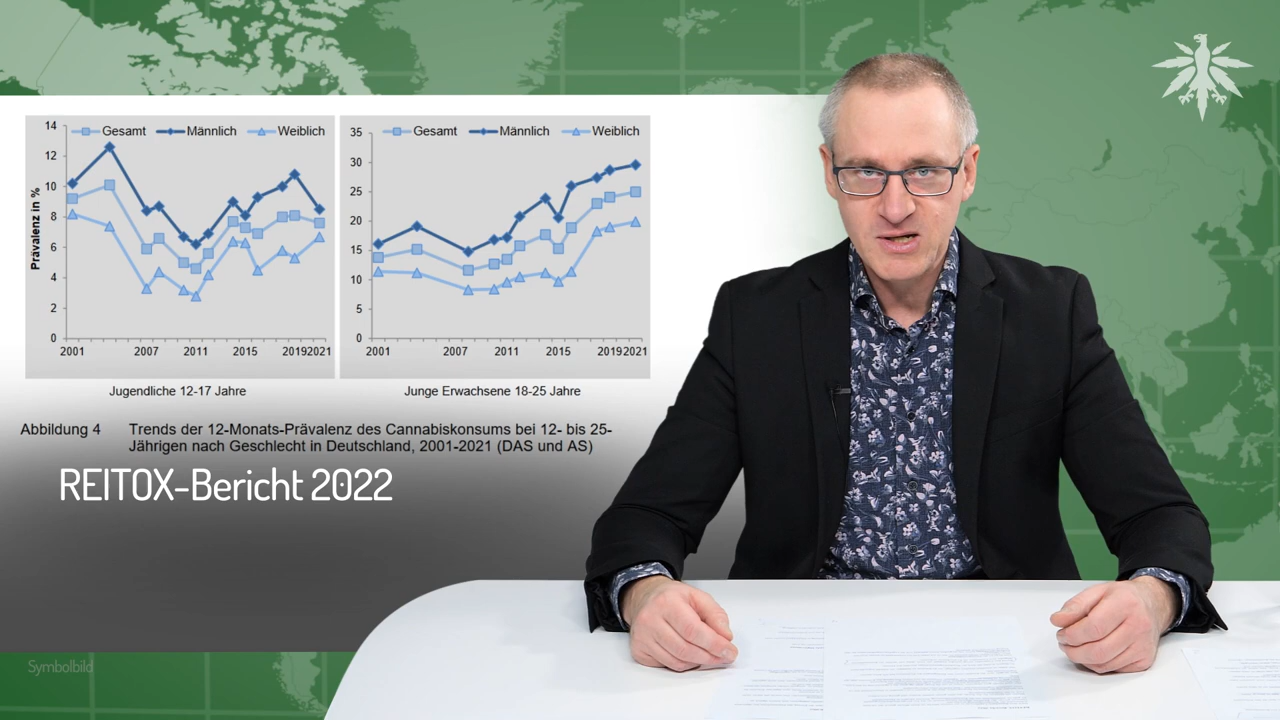 Gesamt Männlich Weiblich
14
12
10
8
6
4
2
0
Prävalenz in %
2001 2007 2011 2015 2019 2021
Jugendliche 12-17 Jahre
Gesamt Männlich Weiblich
35
30
25
20
15
10
5
0
2001 2007 2011 2015 2019 2021
Junge Erwachsene 18-25 Jahre
Abbildung 4 Trends der 12-Monats-Prävalenz des Cannabiskonsums bei 12- bis 25-
Jährigen nach Geschlecht in Deutschland, 2001-2021 (DAS und AS)
REITOX-Bericht 2022
Symbolbild